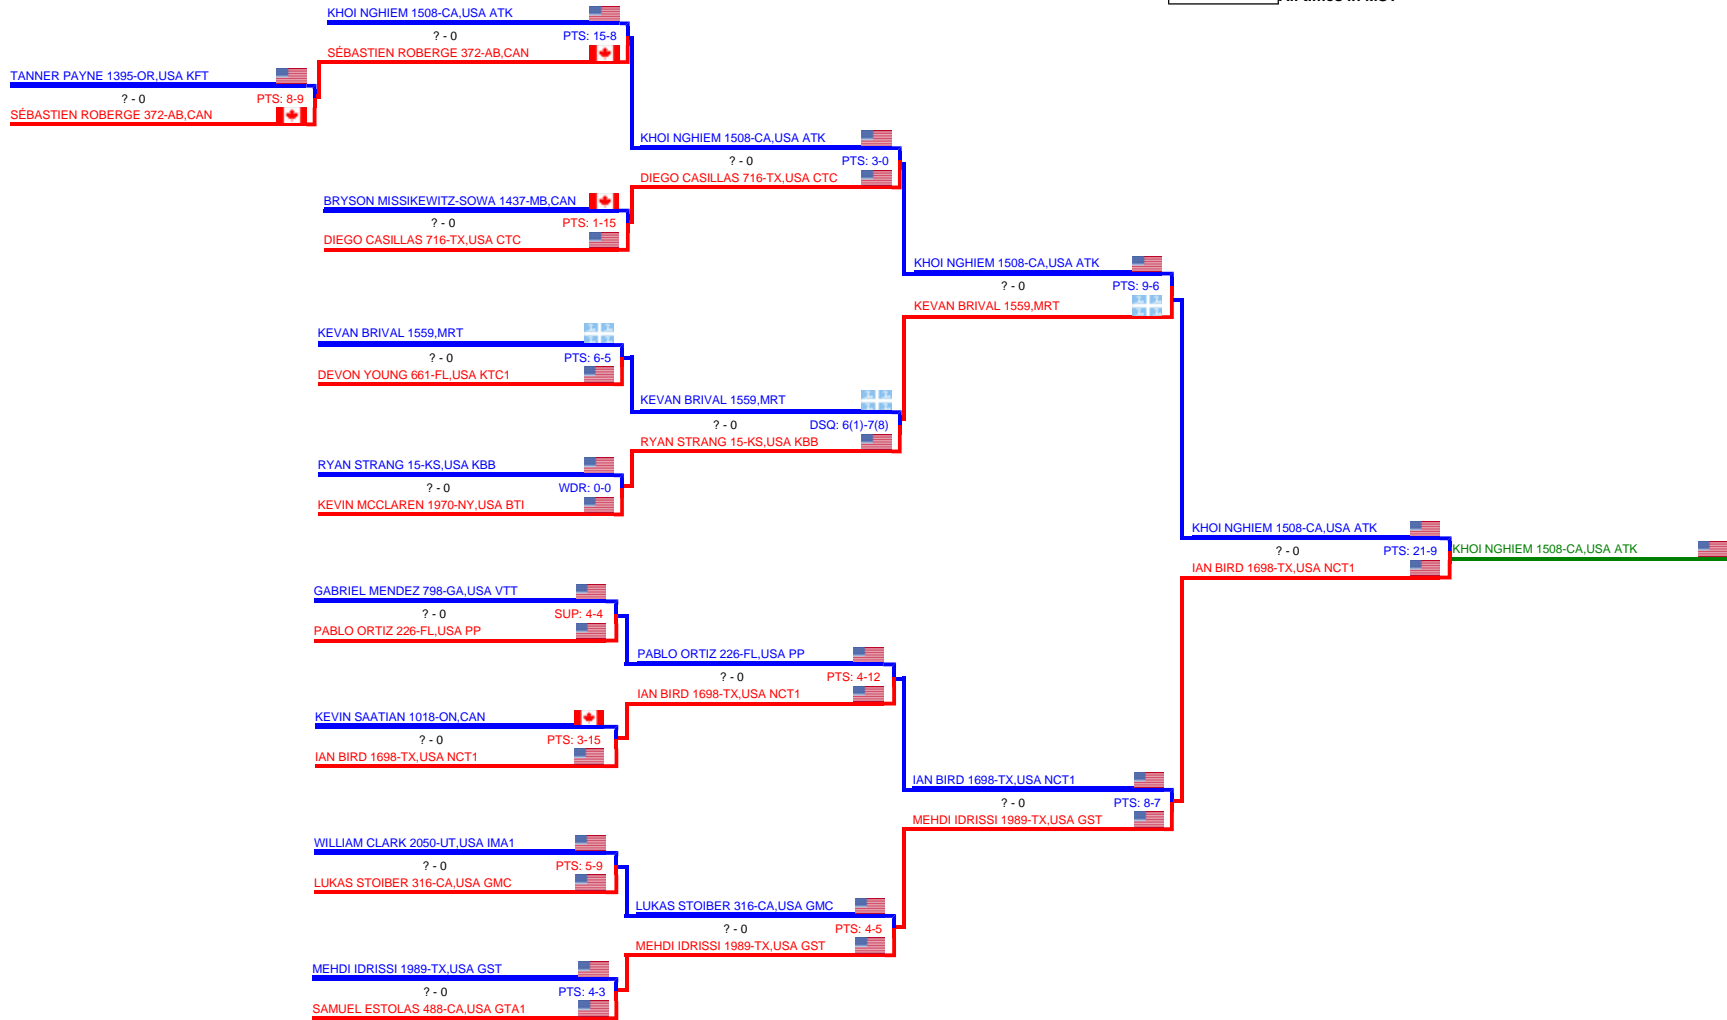 KHOI NGHIEM 1508-CA,USA ATK
? - 0 PTS: 15-8
SÉBASTIEN ROBERGE 372-AB,CAN
TANNER PAYNE 1395-OR,USA KFT
? - 0 PTS: 8-9
SÉBASTIEN ROBERGE 372-AB,CAN
KHOI NGHIEM 1508-CA,USA ATK
? - 0 PTS: 3-0
DIEGO CASILLAS 716-TX,USA CTC
BRYSON MISSIKEWITZ-SOWA 1437-MB,CAN
? - 0 PTS: 1-15
DIEGO CASILLAS 716-TX,USA CTC
KHOI NGHIEM 1508-CA,USA ATK
? - 0 PTS: 9-6
KEVAN BRIVAL 1559,MRT
KEVAN BRIVAL 1559,MRT
? - 0 PTS: 6-5
DEVON YOUNG 661-FL,USA KTC1
KEVAN BRIVAL 1559,MRT
? - 0 DSQ: 6(1)-7(8)
RYAN STRANG 15-KS,USA KBB
RYAN STRANG 15-KS,USA KBB
? - 0 WDR: 0-0
KEVIN MCCLAREN 1970-NY,USA BTI
KHOI NGHIEM 1508-CA,USA ATK
? - 0 PTS: 21-9
KHOI NGHIEM 1508-CA,USA ATK
IAN BIRD 1698-TX,USA NCT1
GABRIEL MENDEZ 798-GA,USA VTT
? - 0 SUP: 4-4
PABLO ORTIZ 226-FL,USA PP
PABLO ORTIZ 226-FL,USA PP
? - 0 PTS: 4-12
IAN BIRD 1698-TX,USA NCT1
KEVIN SAATIAN 1018-ON,CAN
? - 0 PTS: 3-15
IAN BIRD 1698-TX,USA NCT1
IAN BIRD 1698-TX,USA NCT1
? - 0 PTS: 8-7
MEHDI IDRISSI 1989-TX,USA GST
WILLIAM CLARK 2050-UT,USA IMA1
? - 0 PTS: 5-9
LUKAS STOIBER 316-CA,USA GMC
LUKAS STOIBER 316-CA,USA GMC
? - 0 PTS: 4-5
MEHDI IDRISSI 1989-TX,USA GST
MEHDI IDRISSI 1989-TX,USA GST
? - 0 PTS: 4-3
SAMUEL ESTOLAS 488-CA,USA GTA1